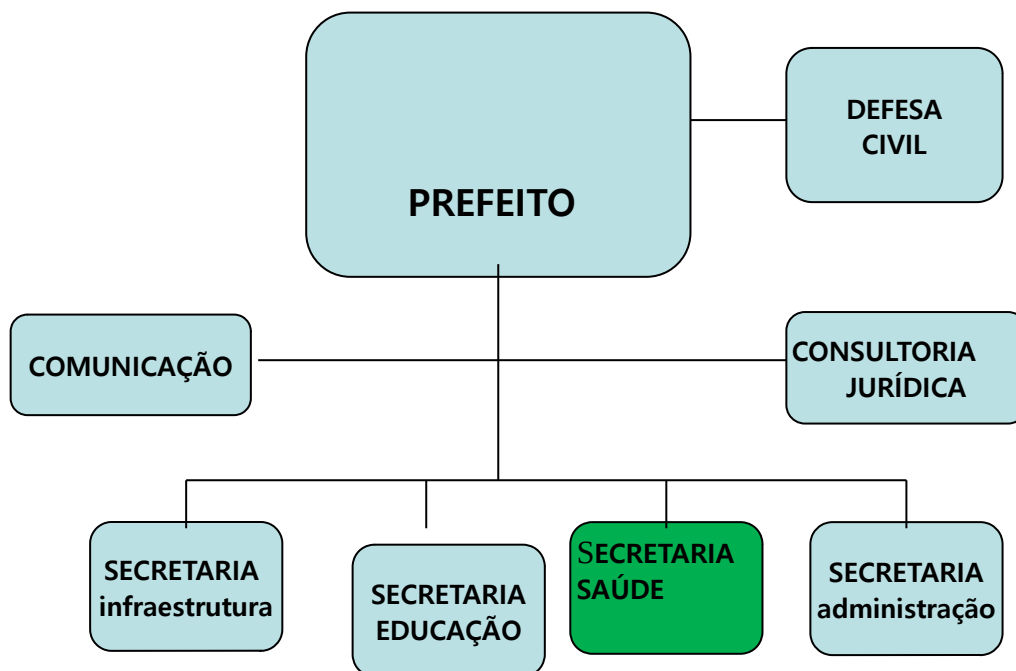 DEFESA
CIVIL
PREFEITO
COMUNICAÇÃO
CONSULTORIA
JURÍDICA
SECRETARIA
infraestrutura
SECRETARIA
EDUCAÇÃO
SECRETARIA
SAÚDE
SECRETARIA
administração